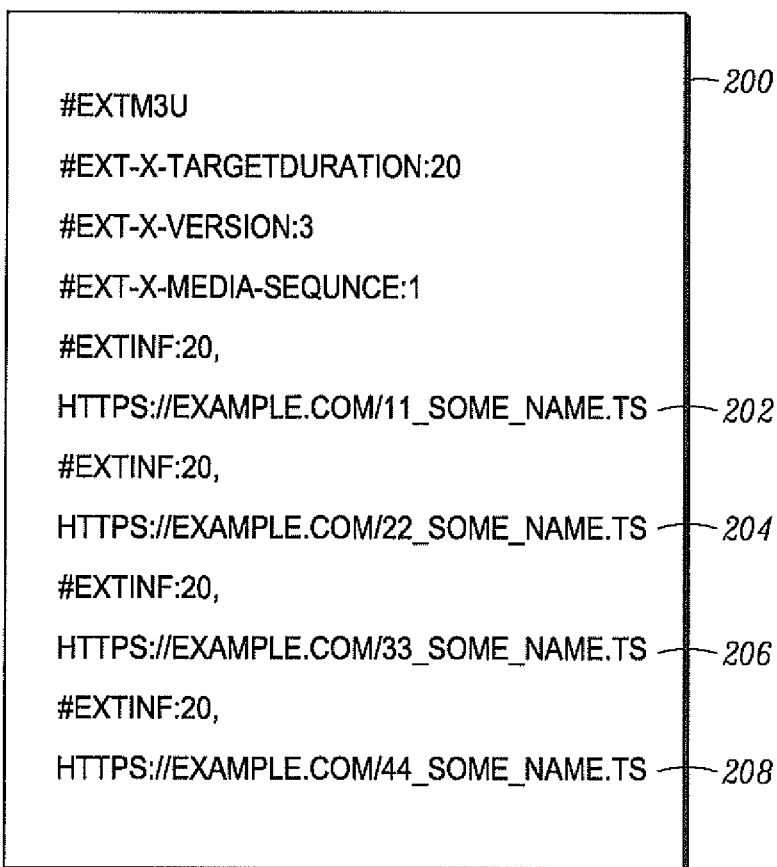 200
#EXTM3U
#EXT-X-TARGETDURATION:20
#EXT-X-VERSION:3
#EXT-X-MEDIA-SEQUNCE:1
#EXTINF:20,
HTTPS://EXAMPLE.COM/11_SOME_NAME.TS 202
#EXTINF:20,
HTTPS://EXAMPLE.COM/22_SOME_NAME.TS 204
#EXTINF:20,
HTTPS://EXAMPLE.COM/33_SOME_NAME.TS 206
#EXTINF:20,
HTTPS://EXAMPLE.COM/44_SOME_NAME.TS 208